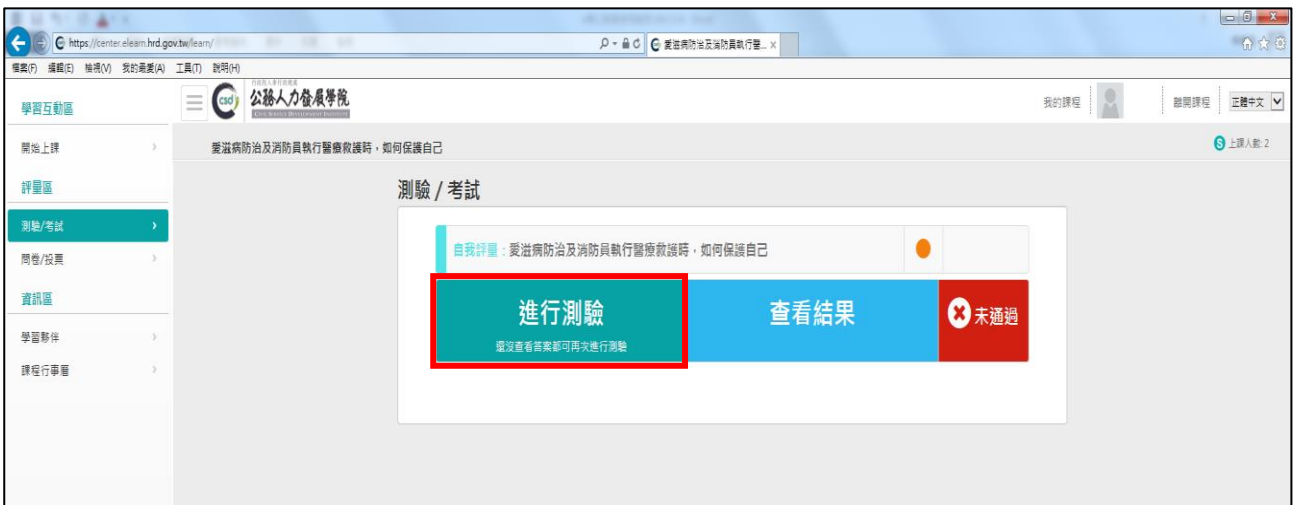 https://center.elearn.hrd.gov.tw/learn/
愛滋病防治及消防員執行醫... ×
檔案(F) 編輯(E) 檢視(V) 我的最愛(A) 工具(T) 說明(H)
學習互動區
csdi 公務人力發展學院
CIVIL SERVICE DEVELOPMENT INSTITUTE
我的課程
離開課程
正體中文
開始上課
愛滋病防治及消防員執行醫療救護時,如何保護自己
S 上課人數: 2
評量區
測驗 / 考試
測驗/考試
自我評量:愛滋病防治及消防員執行醫療救護時,如何保護自己
問卷/投票
資訊區
進行測驗
還沒查看答案都可再次進行測驗
查看結果
未通過
學習夥伴
課程行事曆